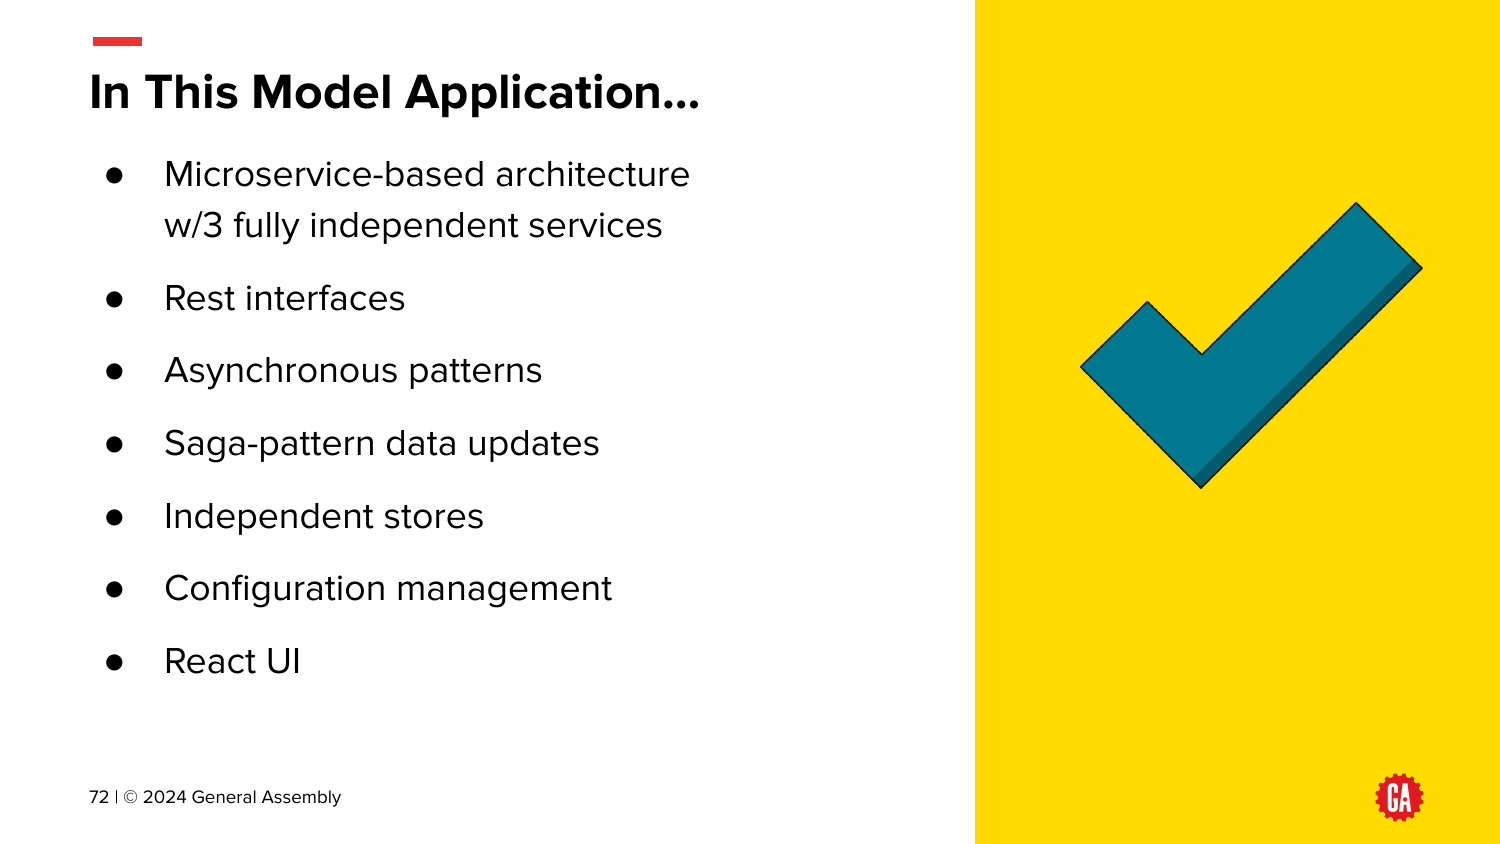 In This Model Application...
● Microservice-based architecture
w/3 fully independent services
● Rest interfaces
● Asynchronous patterns
● Saga-pattern data updates
● Independent stores
● Configuration management
● React UI
72 | © 2024 General Assembly
GA